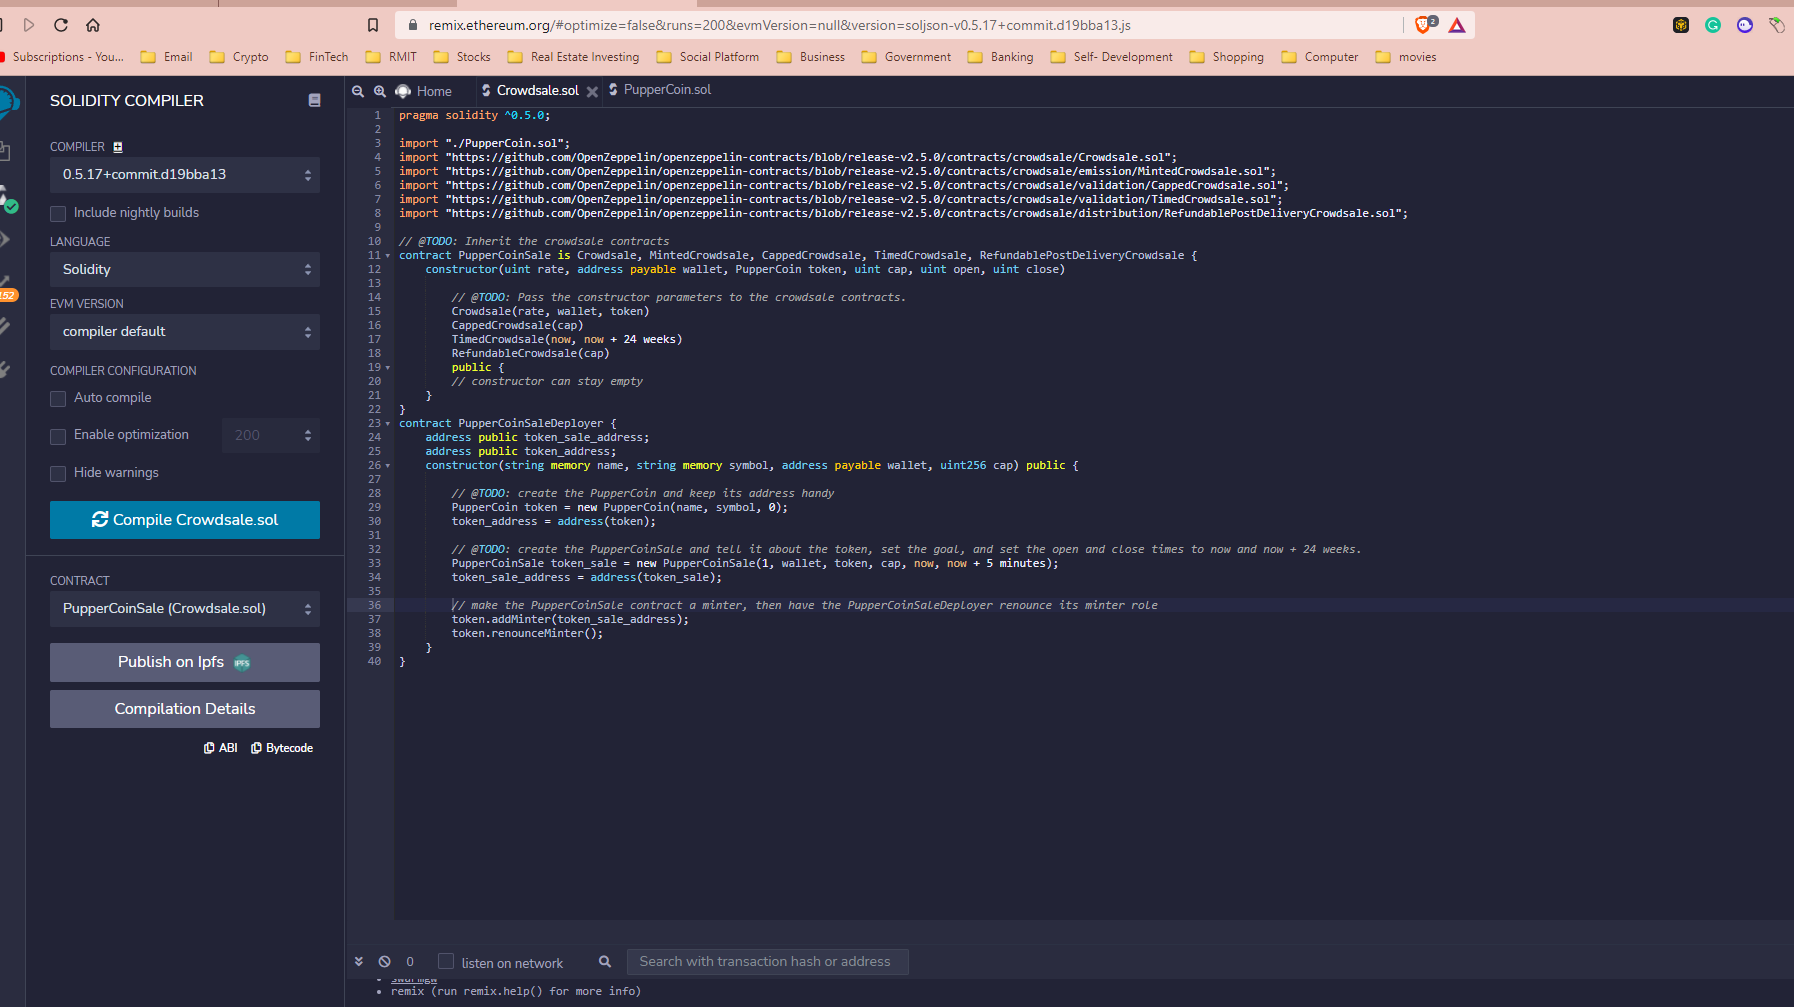 remix.ethereum.org/#optimize=false&runs=200&evmVersion=null&version=soljson-v0.5.17+commit.d19bba13.js
2
Subscriptions - You... Email Crypto FinTech RMIT Stocks Real Estate Investing Social Platform Business Government Banking Self- Development Shopping Computer movies
SOLIDITY COMPILER
COMPILER
0.5.17+commit.d19bba13
Include nightly builds
LANGUAGE
Solidity
EVM VERSION
compiler default
COMPILER CONFIGURATION
Auto compile
Enable optimization 200
Hide warnings
Compile Crowdsale.sol
CONTRACT
PupperCoinSale (Crowdsale.sol)
Publish on Ipfs IPFS
Compilation Details
ABI Bytecode
152
Home Crowdsale.sol PupperCoin.sol
1 pragma solidity ^0.5.0;
2
3 import "./PupperCoin.sol";
4 import "https://github.com/OpenZeppelin/openzeppelin-contracts/blob/release-v2.5.0/contracts/crowdsale/Crowdsale.sol";
5 import "https://github.com/OpenZeppelin/openzeppelin-contracts/blob/release-v2.5.0/contracts/crowdsale/emission/MintedCrowdsale.sol";
6 import "https://github.com/OpenZeppelin/openzeppelin-contracts/blob/release-v2.5.0/contracts/crowdsale/validation/CappedCrowdsale.sol";
7 import "https://github.com/OpenZeppelin/openzeppelin-contracts/blob/release-v2.5.0/contracts/crowdsale/validation/TimedCrowdsale.sol";
8 import "https://github.com/OpenZeppelin/openzeppelin-contracts/blob/release-v2.5.0/contracts/crowdsale/distribution/RefundablePostDeliveryCrowdsale.sol";
9
10 // @TODO: Inherit the crowdsale contracts
11 contract PupperCoinSale is Crowdsale, MintedCrowdsale, CappedCrowdsale, TimedCrowdsale, RefundablePostDeliveryCrowdsale {
12 constructor(uint rate, address payable wallet, PupperCoin token, uint cap, uint open, uint close)
13
14 // @TODO: Pass the constructor parameters to the crowdsale contracts.
15 Crowdsale(rate, wallet, token)
16 CappedCrowdsale(cap)
17 TimedCrowdsale(now, now + 24 weeks)
18 RefundableCrowdsale(cap)
19 public {
20 // constructor can stay empty
21 }
22 }
23 contract PupperCoinSaleDeployer {
24 address public token_sale_address;
25 address public token_address;
26 constructor(string memory name, string memory symbol, address payable wallet, uint256 cap) public {
27
28 // @TODO: create the PupperCoin and keep its address handy
29 PupperCoin token = new PupperCoin(name, symbol, 0);
30 token_address = address(token);
31
32 // @TODO: create the PupperCoinSale and tell it about the token, set the goal, and set the open and close times to now and now + 24 weeks.
33 PupperCoinSale token_sale = new PupperCoinSale(1, wallet, token, cap, now, now + 5 minutes);
34 token_sale_address = address(token_sale);
35
36 // make the PupperCoinSale contract a minter, then have the PupperCoinSaleDeployer renounce its minter role
37 token.addMinter(token_sale_address);
38 token.renounceMinter();
39 }
40 }
0 listen on network Search with transaction hash or address
swarmgw
remix (run remix.help() for more info)